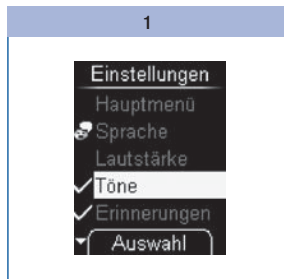 1
Einstellungen
Hauptmenü
Sprache
Lautstärke
Töne
Erinnerungen
Auswahl